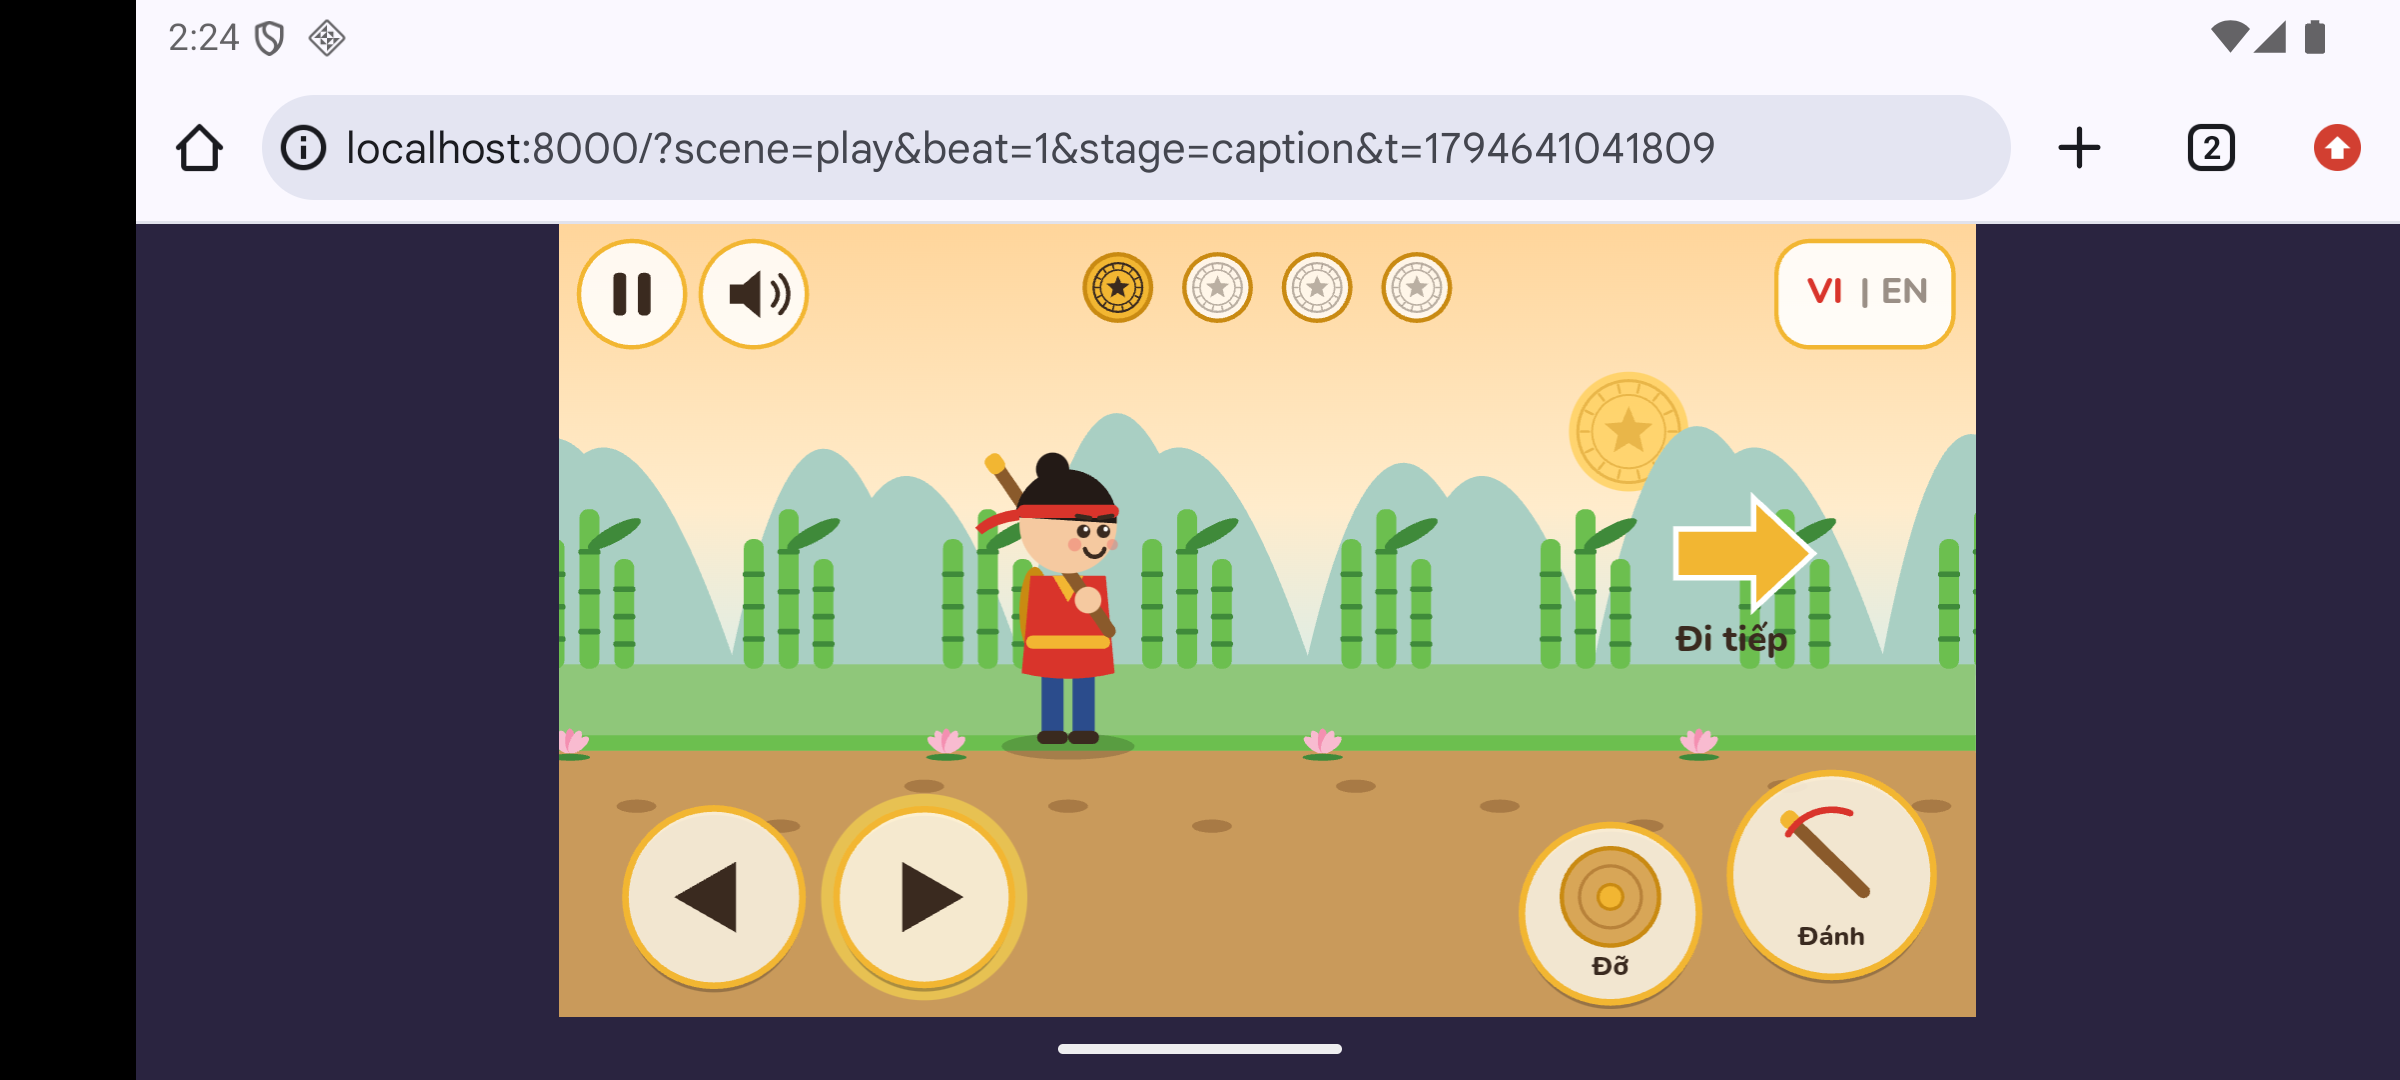 2:24
localhost:8000/?scene=play&beat=1&stage=caption&t=1794641041809
2
VI | EN
Đi tiếp
Đỡ
Đánh